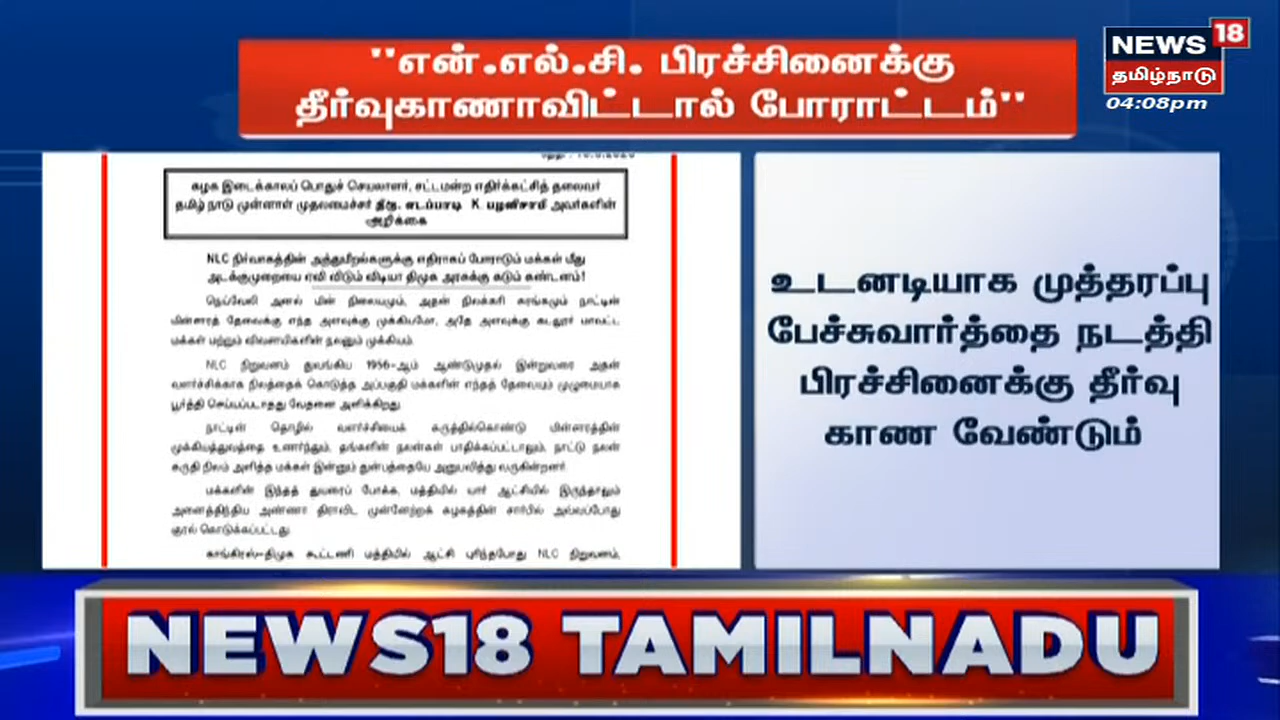 "என்.எல்.சி. பிரச்சினைக்கு
தீர்வுகாணாவிட்டால் போராட்டம்"
NEWS 18
தமிழ்நாடு
04:08pm
கழக இடைக்காலப் பொதுச் செயலாளர், சட்டமன்ற எதிர்க்கட்சித் தலைவர்
தமிழ் நாடு முன்னாள் முதலமைச்சர் திரு. எடப்பாடி K. பழனிசாமி அவர்களின்
அறிக்கை
NLC நிர்வாகத்தின் அத்துமீறல்களுக்கு எதிராகப் போராடும் மக்கள் மீது
அடக்குமுறையை ஏவி விடும் விடியா திமுக அரசுக்கு கடும் கண்டனம்!
நெய்வேலி அனல் மின் நிலையமும், அதன் நிலக்கரி சுரங்கமும் நாட்டின்
மின்சாரத் தேவைக்கு எந்த அளவுக்கு முக்கியமோ, அதே அளவுக்கு கடலூர் மாவட்ட
மக்கள் மற்றும் விவசாயிகளின் நலனும் முக்கியம்.
NLC நிறுவனம் துவங்கிய 1956-ஆம் ஆண்டுமுதல் இன்றுவரை அதன்
வளர்ச்சிக்காக நிலத்தைக் கொடுத்த அப்பகுதி மக்களின் எந்தத் தேவையும் முழுமையாக
பூர்த்தி செய்யப்படாதது வேதனை அளிக்கிறது.
நாட்டின் தொழில் வளர்ச்சியைக் கருத்தில்கொண்டு மின்சாரத்தின்
முக்கியத்துவத்தை உணர்ந்தும், தங்களின் நலன்கள் பாதிக்கப்பட்டாலும், நாட்டு நலன்
கருதி நிலம் அளித்த மக்கள் இன்னும் துன்பத்தையே அனுபவித்து வருகின்றனர்.
மக்களின் இந்தத் துயரைப் போக்க, மத்தியில் யார் ஆட்சியில் இருந்தாலும்
அனைத்திந்திய அண்ணா திராவிட முன்னேற்றக் கழகத்தின் சார்பில் அவ்வப்போது
குரல் கொடுக்கப்பட்டது.
காங்கிரஸ்-திமுக கூட்டணி மத்தியில் ஆட்சி புரிந்தபோது NLC நிறுவனம்,
உடனடியாக முத்தரப்பு
பேச்சுவார்த்தை நடத்தி
பிரச்சினைக்கு தீர்வு
காண வேண்டும்
NEWS18 TAMILNADU